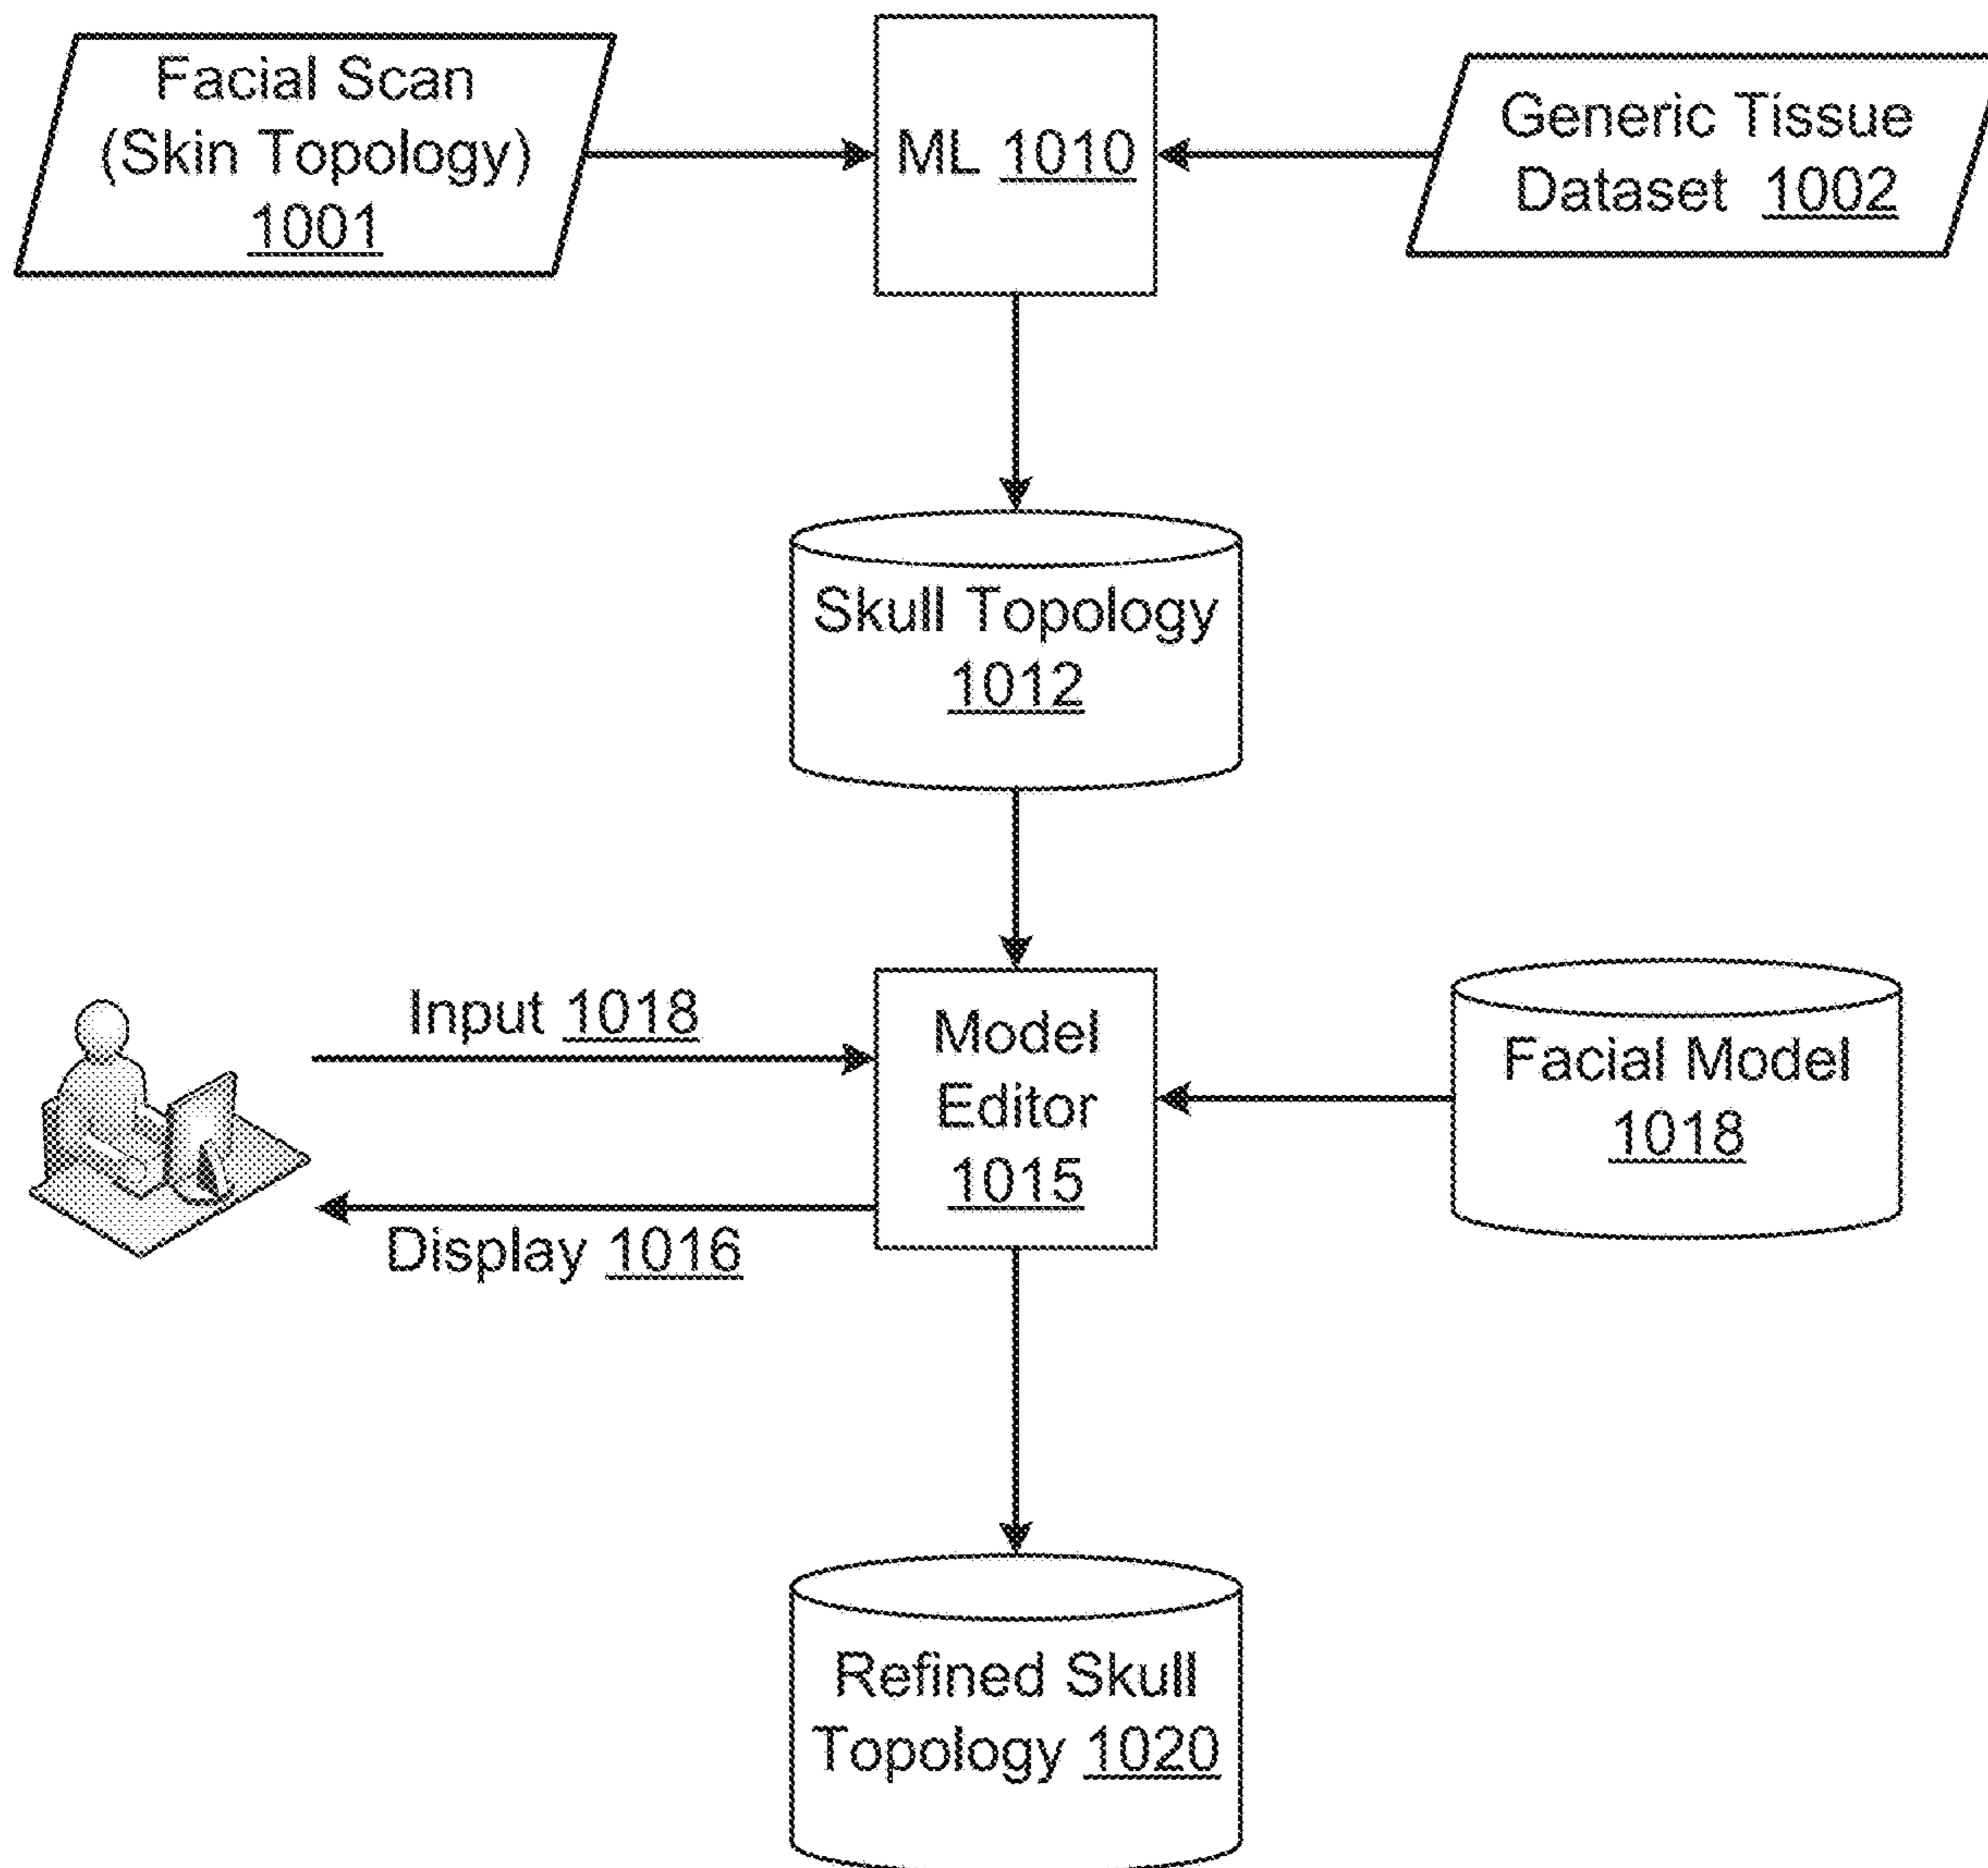 Facial Scan
(Skin Topology)
1001
ML 1010
Generic Tissue
Dataset 1002
Skull Topology
1012
Input 1018
Display 1016
Model
Editor
1015
Facial Model
1018
Refined Skull
Topology 1020